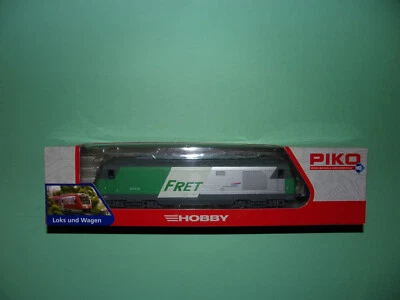 PIKO
FRET
Loks und Wagen
HOBBY